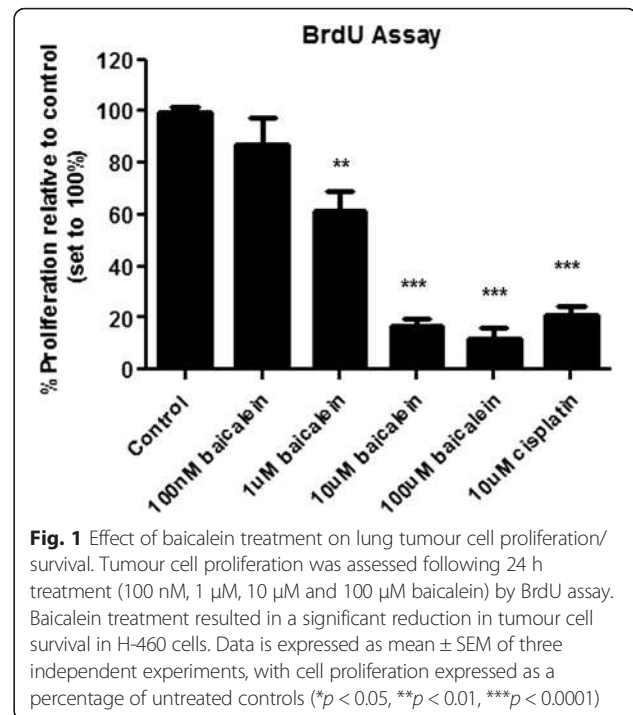 BrdU Assay
% Proliferation relative to control
(set to 100%)
120
100
80
60
40
20
0
**
***
***
***
Control
100nM baicalein
1uM baicalein
10uM baicalein
100uM baicalein
10uM cisplatin
Fig. 1 Effect of baicalein treatment on lung tumour cell proliferation/
survival. Tumour cell proliferation was assessed following 24 h
treatment (100 nM, 1 μM, 10 μM and 100 μM baicalein) by BrdU assay.
Baicalein treatment resulted in a significant reduction in tumour cell
survival in H-460 cells. Data is expressed as mean ± SEM of three
independent experiments, with cell proliferation expressed as a
percentage of untreated controls (*p < 0.05, **p < 0.01, ***p < 0.0001)